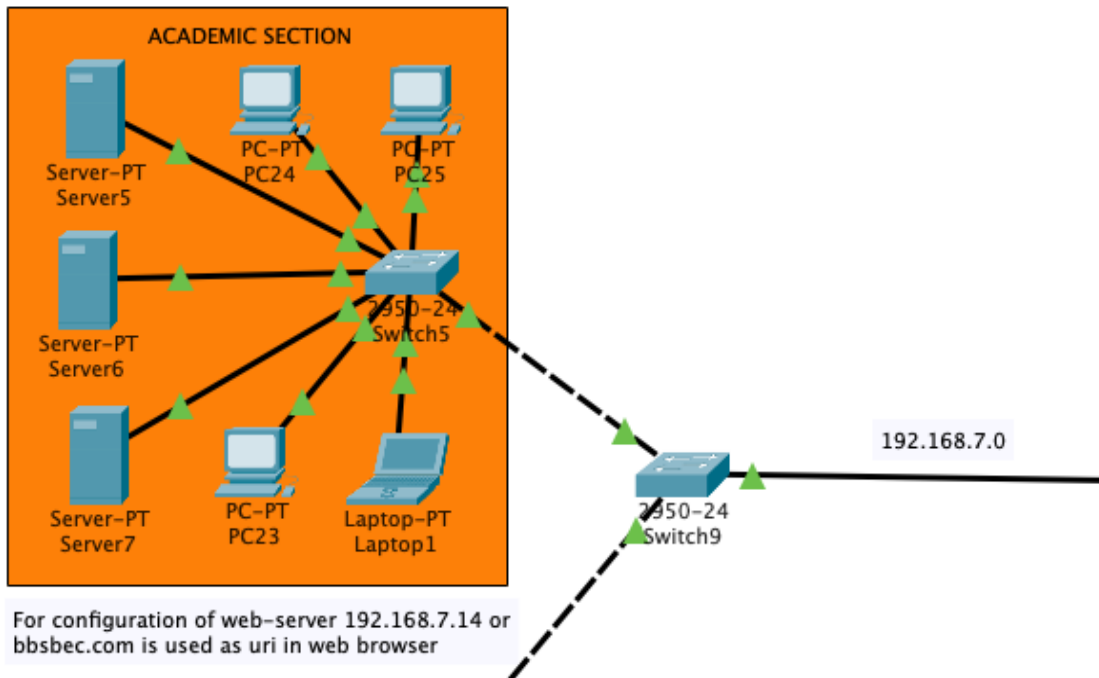 ACADEMIC SECTION
Server-PT
Server5
PC-PT
PC24
PC-PT
PC25
Server-PT
Server6
2950-24
Switch5
Server-PT
Server7
PC-PT
PC23
Laptop-PT
Laptop1
2950-24
Switch9
192.168.7.0
For configuration of web-server 192.168.7.14 or
bbsbec.com is used as uri in web browser